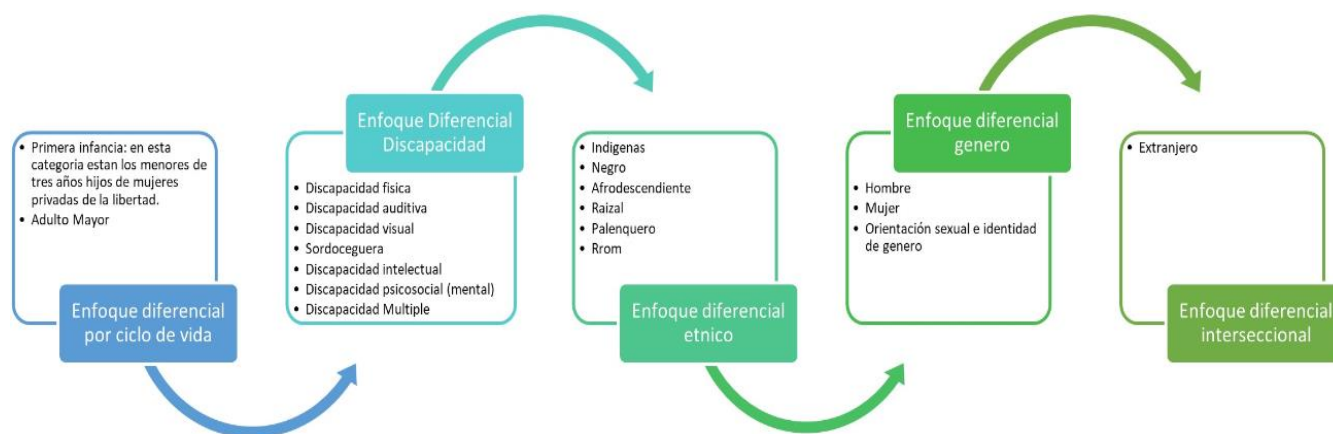 • Primera infancia: en esta
categoria estan los menores de
tres años hijos de mujeres
privadas de la libertad.
• Adulto Mayor
Enfoque diferencial
por ciclo de vida
Enfoque Diferencial
Discapacidad
• Discapacidad fisica
• Discapacidad auditiva
• Discapacidad visual
• Sordoceguera
• Discapacidad intelectual
• Discapacidad psicosocial (mental)
• Discapacidad Multiple
• Indigenas
• Negro
• Afrodescendiente
• Raizal
• Palenquero
• Rrom
Enfoque diferencial
etnico
Enfoque diferencial
genero
• Hombre
• Mujer
• Orientación sexual e identidad
de genero
• Extranjero
Enfoque diferencial
interseccional